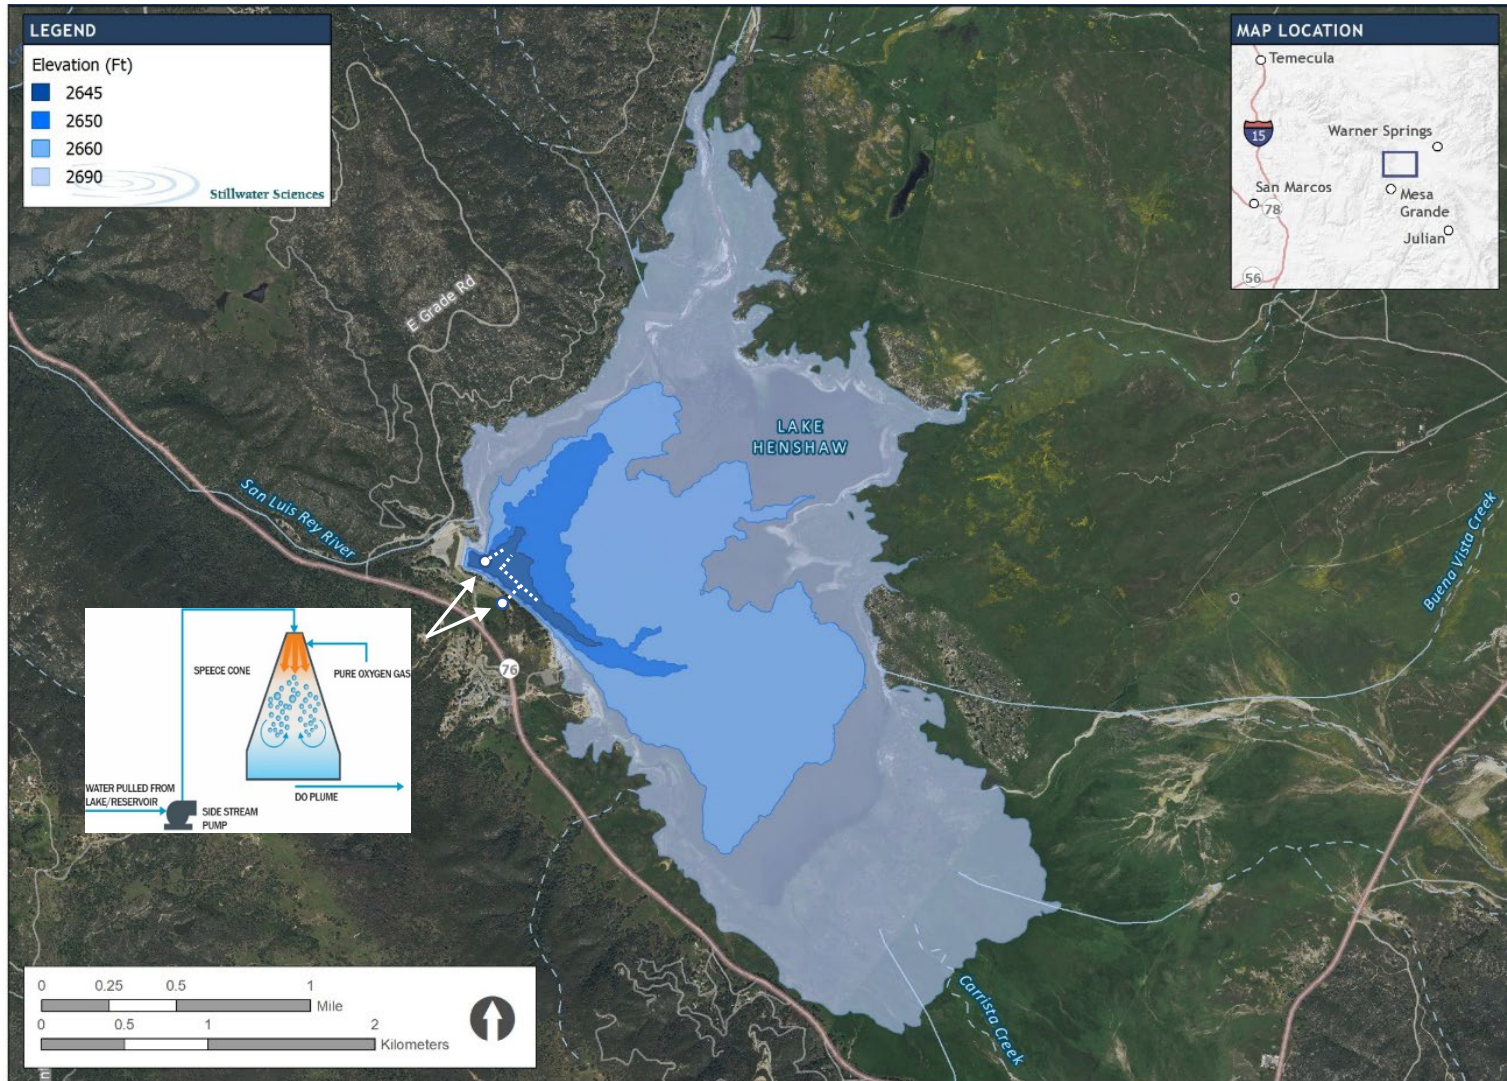 LEGEND
Elevation (Ft)
2645
2650
2660
2690
Stillwater Sciences
MAP LOCATION
Temecula
15
Warner Springs
San Marcos
78
Mesa
Grande
Julian
56
E Grade Rd
LAKE
HENSHAW
San Luis Rey River
Buena Vista Creek
76
SPEECE CONE
PURE OXYGEN GAS
WATER PULLED FROM
LAKE/RESERVOIR
SIDE STREAM
PUMP
DO PLUME
Carrista Creek
0 0.25 0.5 1
Mile
0 0.5 1 2
Kilometers